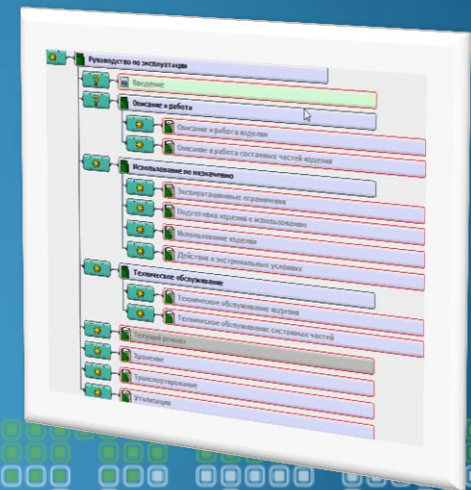 Руководство по эксплуатации
Введение
Описание и работа
Описание и работа изделия
Описание и работа составных частей изделия
Использование по назначению
Эксплуатационные ограничения
Подготовка изделия к использованию
Использование изделия
Действия в экстремальных условиях
Техническое обслуживание
Техническое обслуживание изделия
Техническое обслуживание составных частей
Текущий ремонт
Хранение
Транспортирование
Утилизация